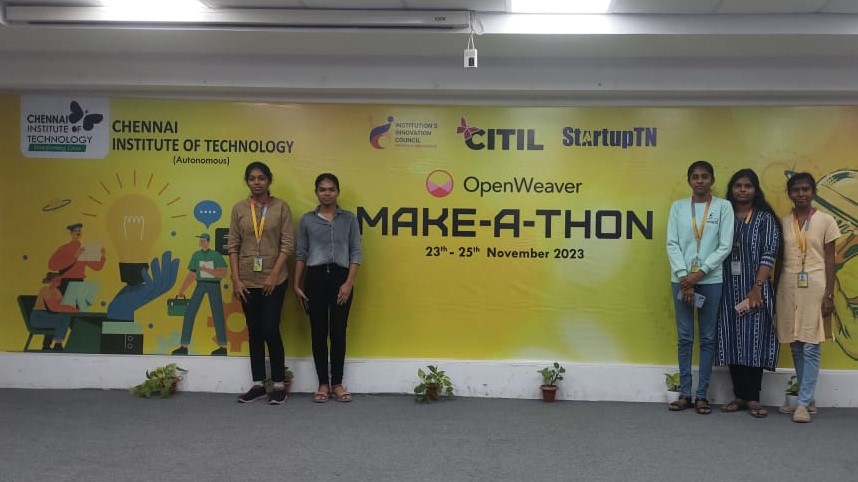 CHENNAI
INSTITUTE OF
TECHNOLOGY
CHENNAI
INSTITUTE OF TECHNOLOGY
(Autonomous)
INSTITUTION'S
INNOVATION
COUNCIL
CITIL
StartupTN
OpenWeaver
MAKE-A-THON
23rd - 25th November 2023